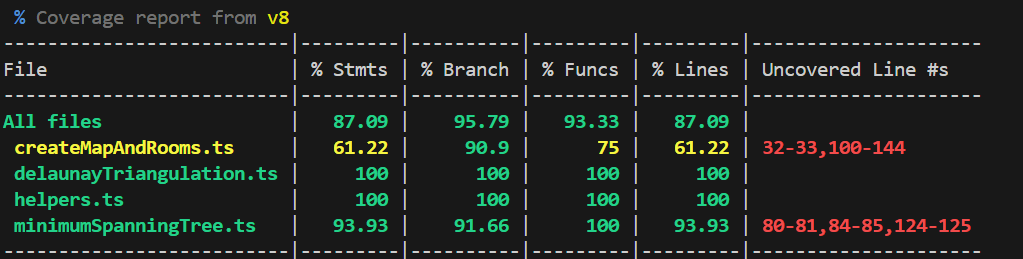 % Coverage report from v8
--------------------------|---------|----------|---------|---------|---------------------
File                      | % Stmts | % Branch | % Funcs | % Lines | Uncovered Line #s
--------------------------|---------|----------|---------|---------|---------------------
All files                 |   87.09 |    95.79 |   93.33 |   87.09 |
 createMapAndRooms.ts     |   61.22 |     90.9 |      75 |   61.22 | 32-33,100-144
 delaunayTriangulation.ts |     100 |      100 |     100 |     100 |
 helpers.ts               |     100 |      100 |     100 |     100 |
 minimumSpanningTree.ts   |   93.93 |    91.66 |     100 |   93.93 | 80-81,84-85,124-125
--------------------------|---------|----------|---------|---------|---------------------